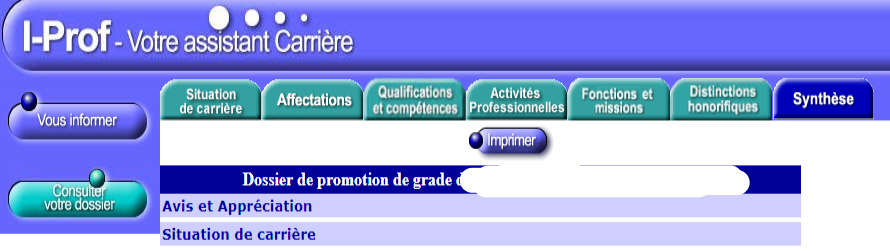 I-Prof - Votre assistant Carrière
Situation de carrière
Affectations
Qualifications et compétences
Activités Professionnelles
Fonctions et missions
Distinctions honorifiques
Synthèse
Vous informer
Imprimer
Consulter votre dossier
Dossier de promotion de grade
Avis et Appréciation
Situation de carrière